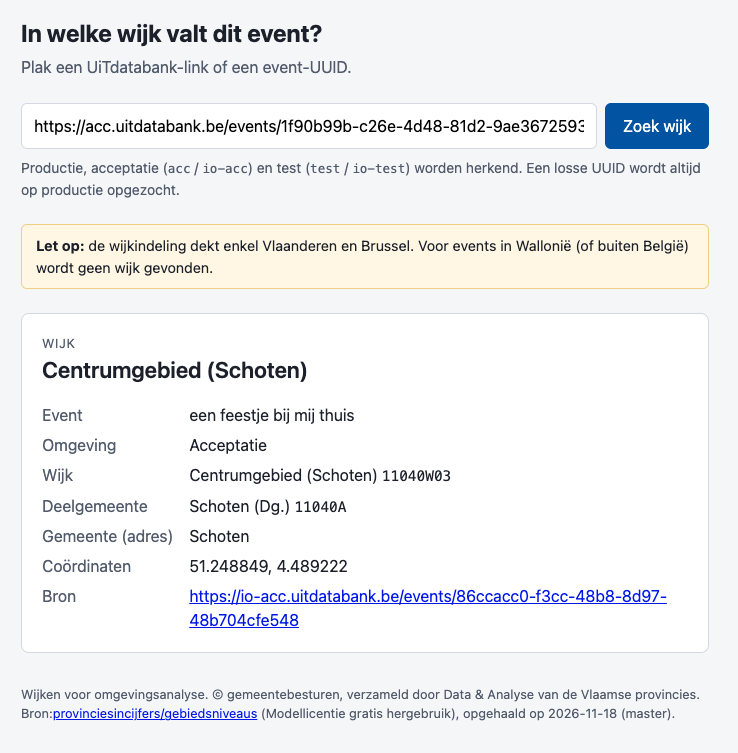 In welke wijk valt dit event?
Plak een UiTdatabank-link of een event-UUID.
https://acc.uitdatabank.be/events/1f90b99b-c26e-4d48-81d2-9ae3672593
Zoek wijk
Productie, acceptatie (acc / io-acc) en test (test / io-test) worden herkend. Een losse UUID wordt altijd
op productie opgezocht.
Let op: de wijkindeling dekt enkel Vlaanderen en Brussel. Voor events in Wallonië (of buiten België)
wordt geen wijk gevonden.
WIJK
Centrumgebied (Schoten)
Event een feestje bij mij thuis
Omgeving Acceptatie
Wijk Centrumgebied (Schoten) 11040W03
Deelgemeente Schoten (Dg.) 11040A
Gemeente (adres) Schoten
Coördinaten 51.248849, 4.489222
Bron https://io-acc.uitdatabank.be/events/86ccacc0-f3cc-48b8-8d97-
48b704cfe548
Wijken voor omgevingsanalyse. © gemeentebesturen, verzameld door Data & Analyse van de Vlaamse provincies.
Bron:provinciesincijfers/gebiedsniveaus (Modellicentie gratis hergebruik), opgehaald op 2026-11-18 (master).